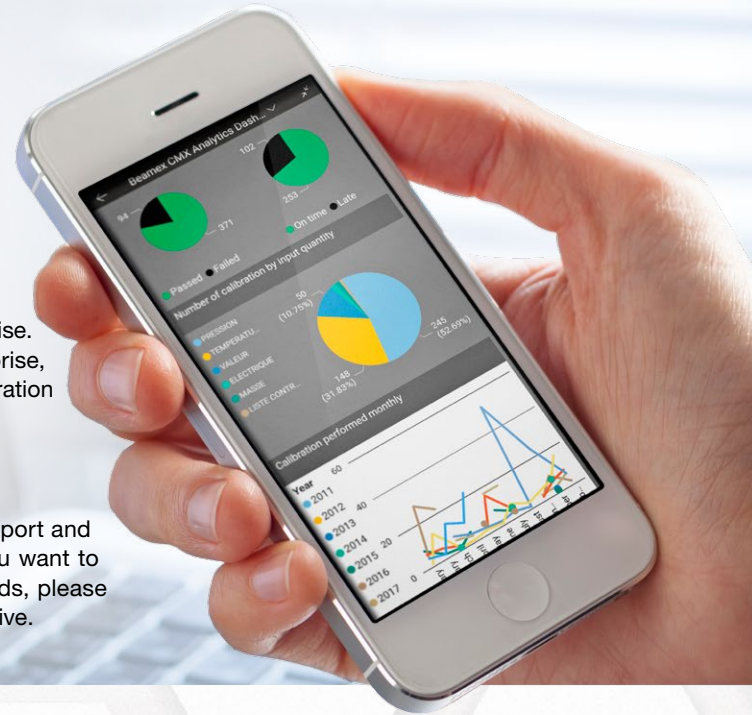 ise.
prise,
ration
port and
u want to
ds, please
ive.
Beamex CMX Analytics Dash...
94
371
102
253
Passed Failed
On time Late
Number of calibration by input quantity
PRESSION
TEMPERATU...
VALEUR
ELECTRIQUE
MASSE
LISTE CONTR...
50
(10.75%)
245
(52.69%)
148
(31.83%)
Calibration performed monthly
Year
2011
2012
2013
2014
2015
2016
2017
60
40
20
0